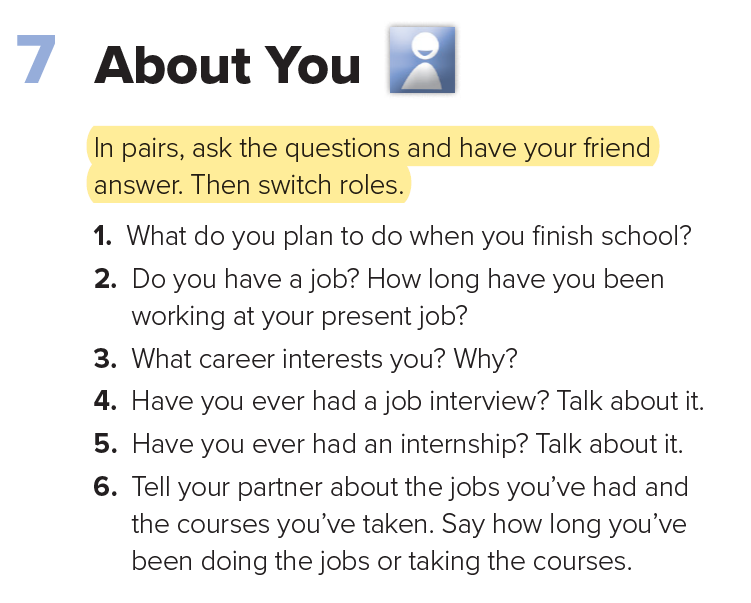 7 About You
In pairs, ask the questions and have your friend
answer. Then switch roles.
1. What do you plan to do when you finish school?
2. Do you have a job? How long have you been
working at your present job?
3. What career interests you? Why?
4. Have you ever had a job interview? Talk about it.
5. Have you ever had an internship? Talk about it.
6. Tell your partner about the jobs you’ve had and
the courses you’ve taken. Say how long you’ve
been doing the jobs or taking the courses.